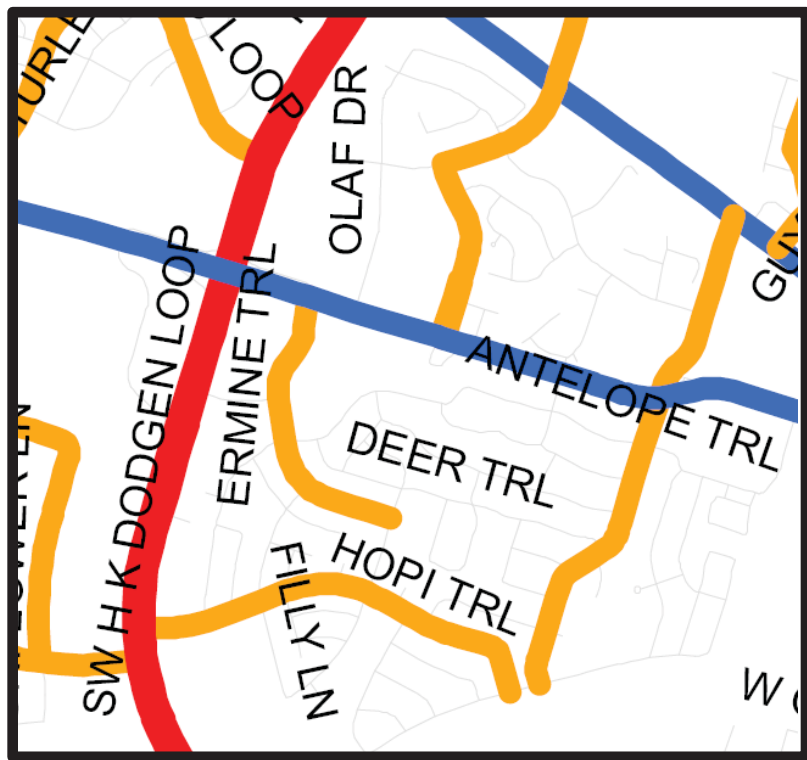 LOOP
OLAF DR
SW H K DODGEN LOOP
ERMINE TRL
ANTELOPE TRL
DEER TRL
HOPI TRL
FILLY LN